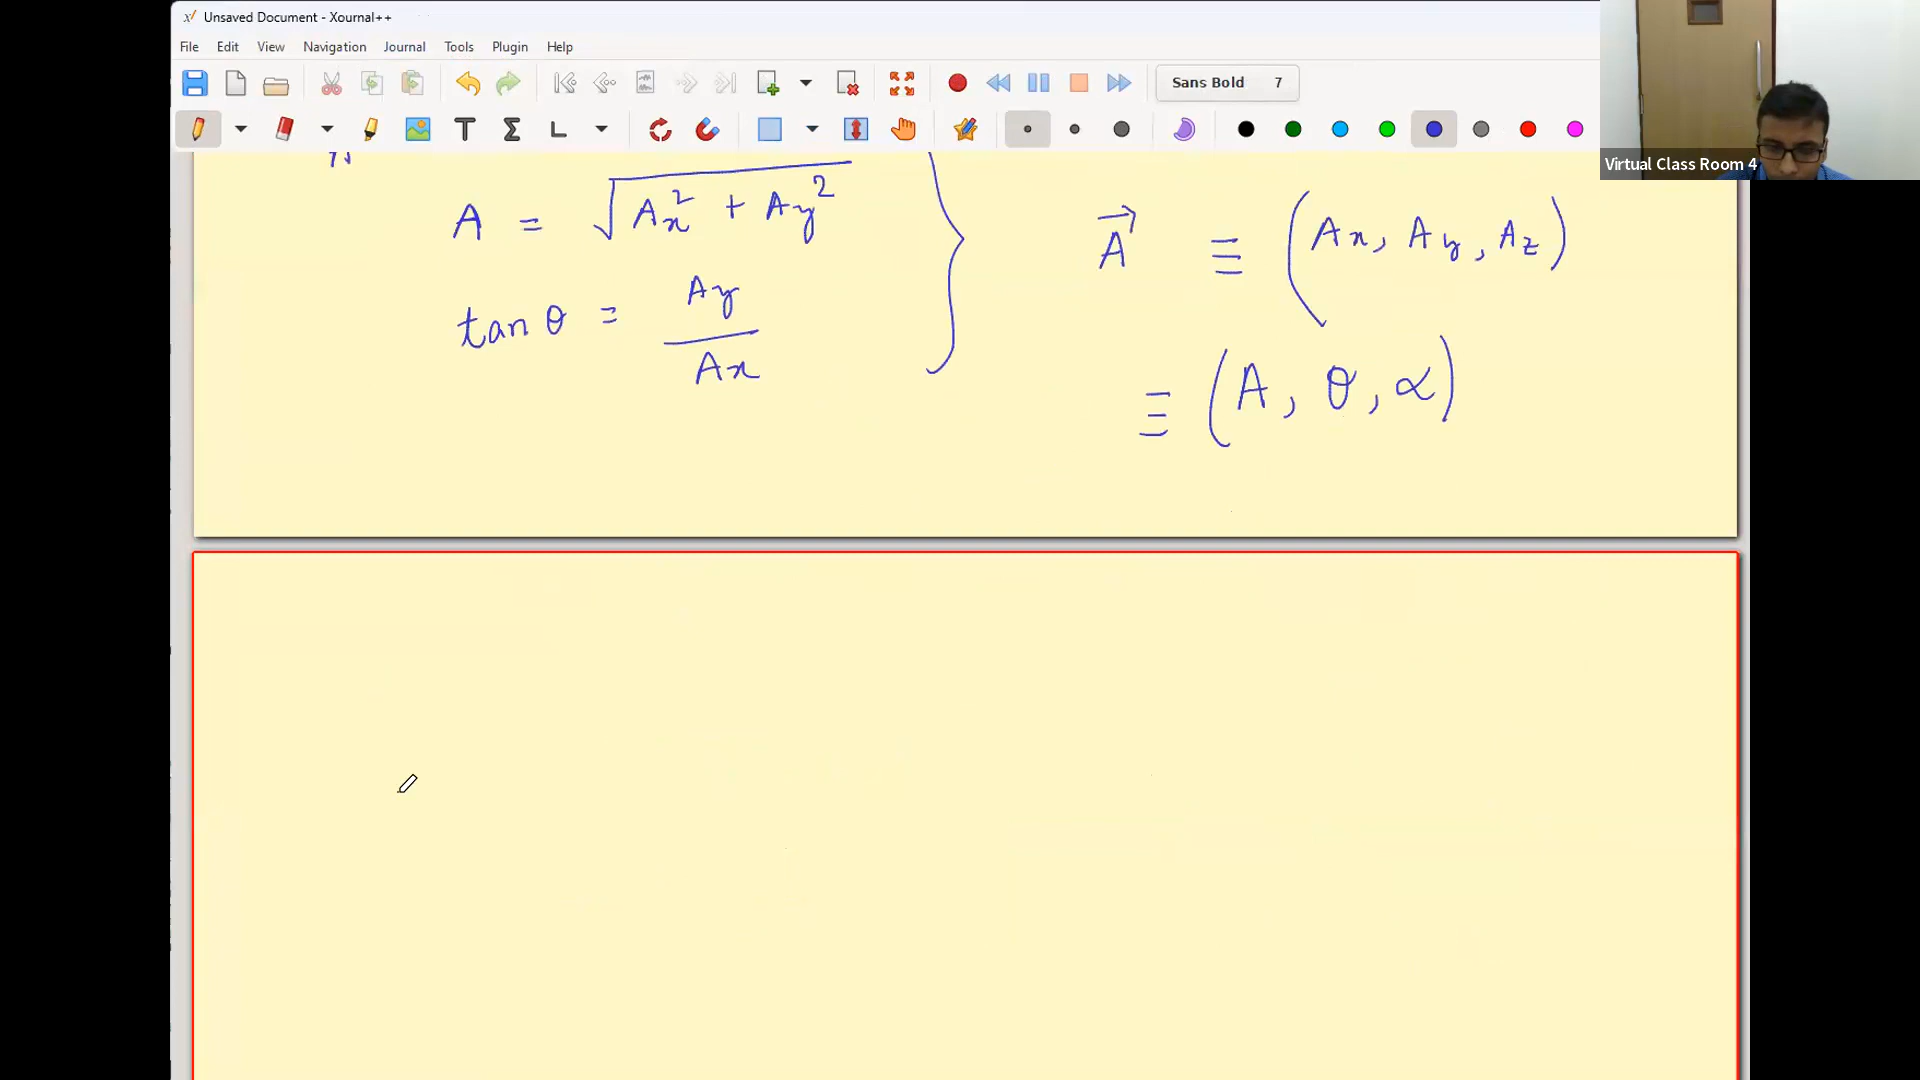 Unsaved Document - Xournal++
File Edit View Navigation Journal Tools Plugin Help
Sans Bold 7
Virtual Class Room 4
A = √(Ax² + Ay²)
tan θ = Ay / Ax
A⃗ ≡ (Ax, Ay, Az)
≡ (A, θ, α)